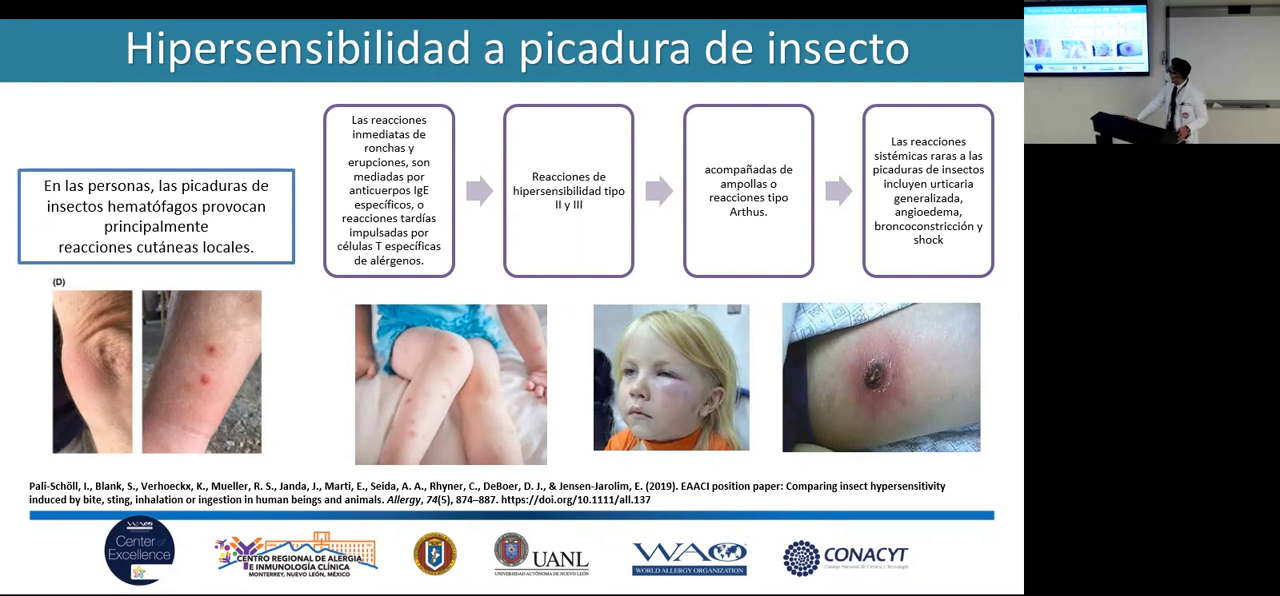 Hipersensibilidad a picadura de insecto
En las personas, las picaduras de
insectos hematófagos provocan
principalmente
reacciones cutáneas locales.
Las reacciones
inmediatas de
ronchas y
erupciones, son
mediadas por
anticuerpos IgE
específicos, o
reacciones tardías
impulsadas por
células T específicas
de alérgenos.
Reacciones de
hipersensibilidad tipo
II y III
acompañadas de
ampollas o
reacciones tipo
Arthus.
Las reacciones
sistémicas raras a las
picaduras de insectos
incluyen urticaria
generalizada,
angioedema,
broncoconstricción y
shock
(D)
Pali-Schöll, I., Blank, S., Verhoeckx, K., Mueller, R. S., Janda, J., Marti, E., Seida, A. A., Rhyner, C., DeBoer, D. J., & Jensen-Jarolim, E. (2019). EAACI position paper: Comparing insect hypersensitivity
induced by bite, sting, inhalation or ingestion in human beings and animals. Allergy, 74(5), 874–887. https://doi.org/10.1111/all.137
WAO
Center of
Excellence
CENTRO REGIONAL DE ALERGIA
E INMUNOLOGÍA CLÍNICA
MONTERREY, NUEVO LEÓN, MÉXICO
UANL
UNIVERSIDAD AUTÓNOMA DE NUEVO LEÓN
WAO
WORLD ALLERGY ORGANIZATION
CONACYT
Consejo Nacional de Ciencia y Tecnología
Hipersensibilidad a picadura de insecto